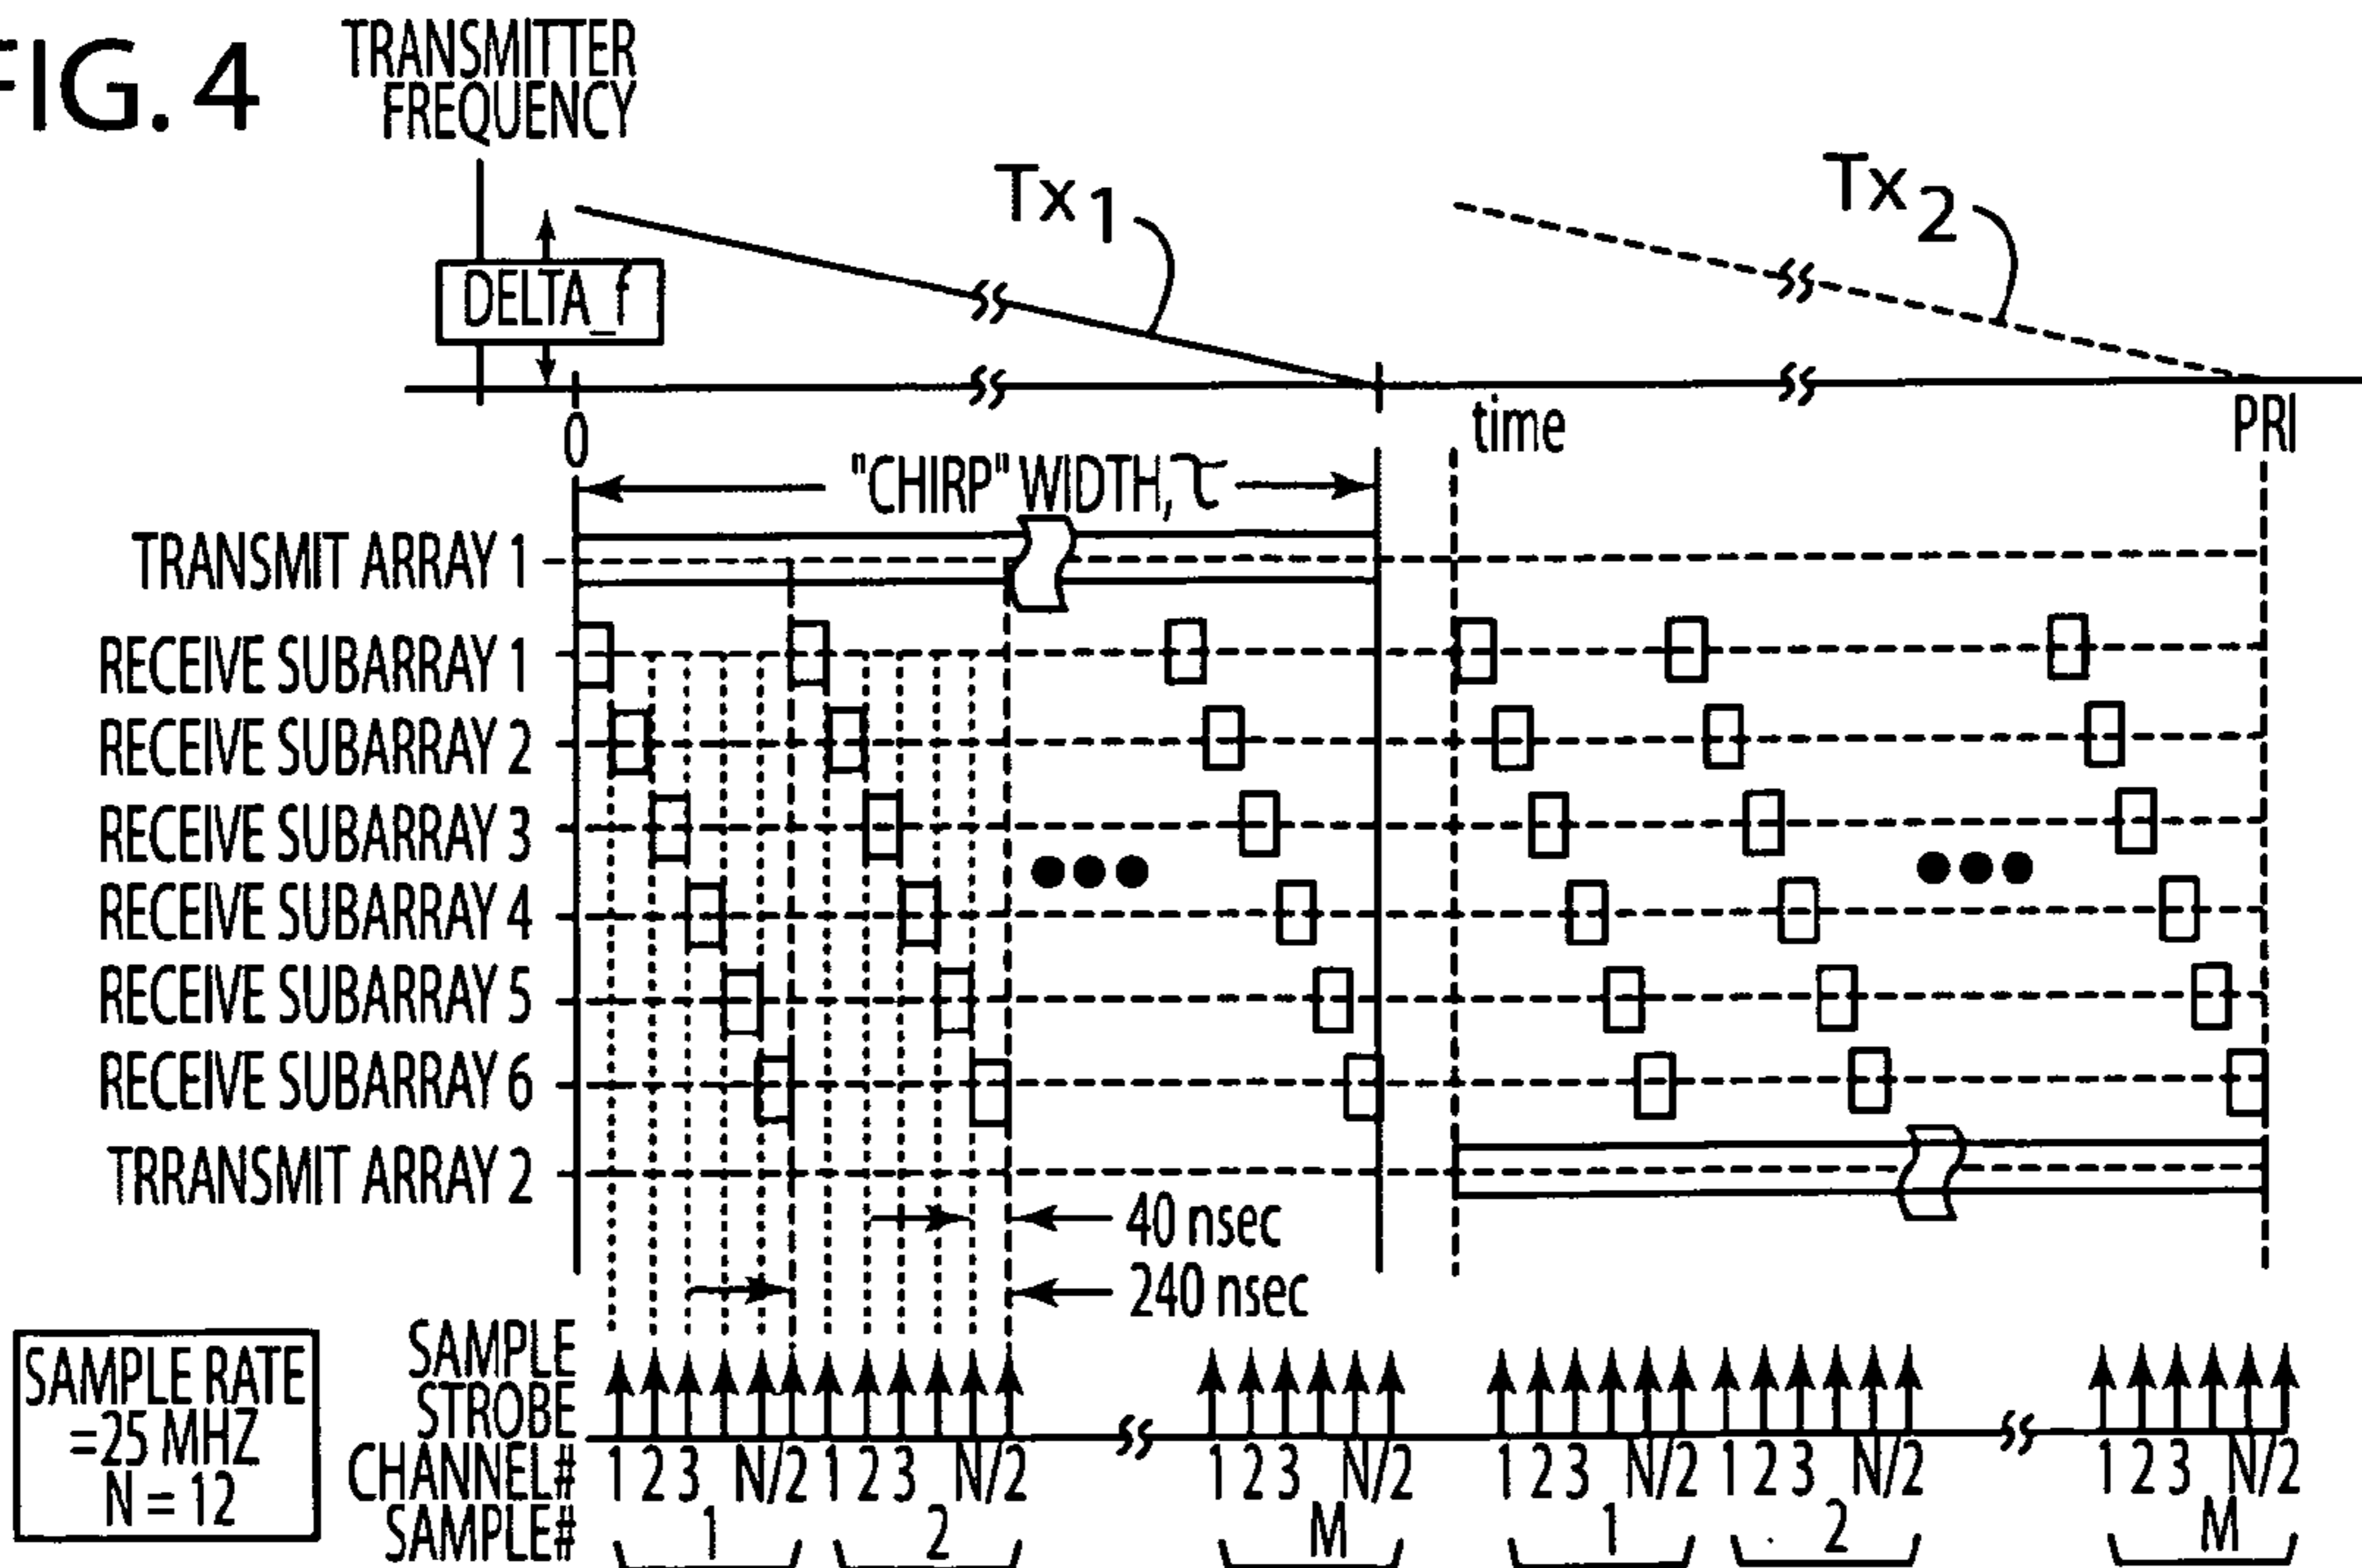 FIG. 4
TRANSMITTER
FREQUENCY
Tx1
Tx2
DELTA_f
0
time
PRI
"CHIRP" WIDTH, τ
TRANSMIT ARRAY 1
RECEIVE SUBARRAY 1
RECEIVE SUBARRAY 2
RECEIVE SUBARRAY 3
RECEIVE SUBARRAY 4
RECEIVE SUBARRAY 5
RECEIVE SUBARRAY 6
TRRANSMIT ARRAY 2
40 nsec
240 nsec
SAMPLE RATE
=25 MHZ
N = 12
SAMPLE
STROBE
CHANNEL# 1 2 3 N/2 1 2 3 N/2 1 2 3 N/2 1 2 3 N/2 1 2 3 N/2 1 2 3 N/2
SAMPLE# 1 2 M 1 2 M